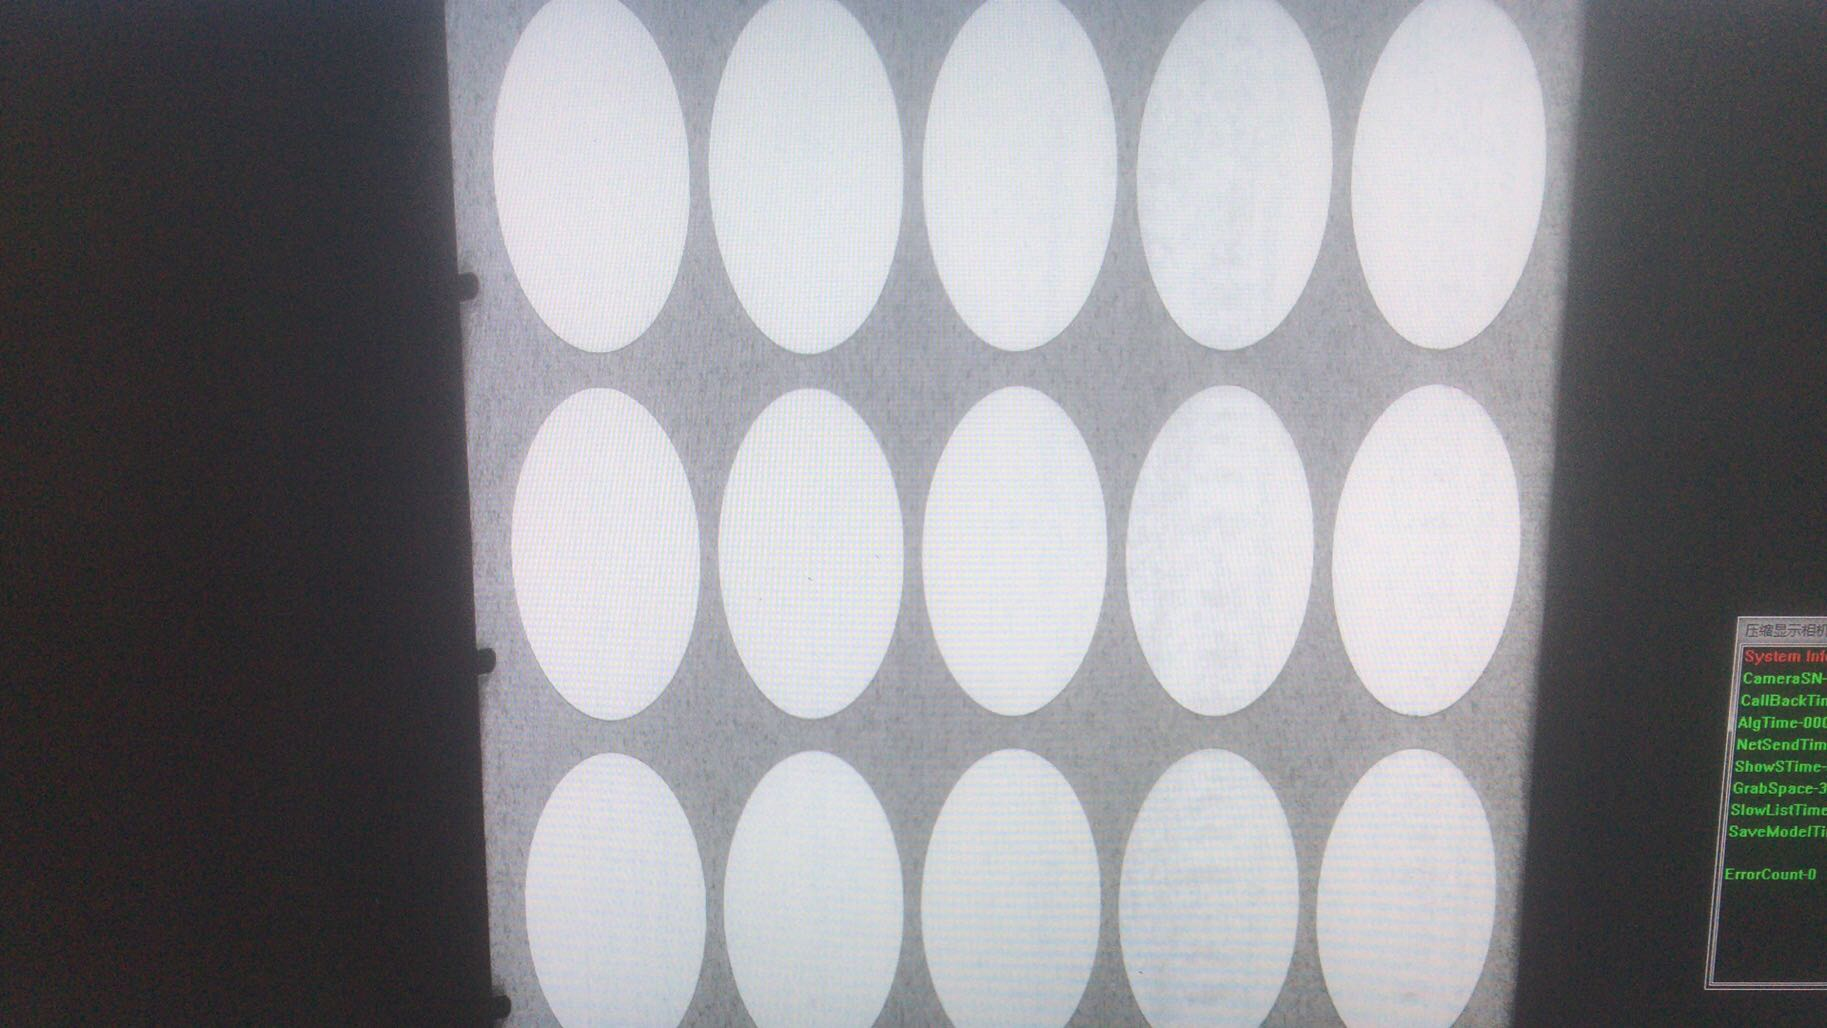 压缩显示相机
System Inf
CameraSN-
CallBackTim
AlgTime-000
NetSendTim
ShowSTime-
GrabSpace-3
SlowListTime
SaveModelTi
ErrorCount-0